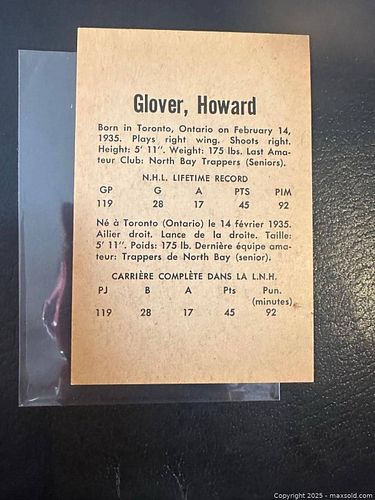 Glover, Howard
Born in Toronto, Ontario on February 14,
1935. Plays right wing. Shoots right.
Height: 5' 11". Weight: 175 lbs. Last Ama-
teur Club: North Bay Trappers (Seniors).
N.H.L. LIFETIME RECORD
GP G A PTS PIM
119 28 17 45 92
Né à Toronto (Ontario) le 14 février 1935.
Ailier droit. Lance de la droite. Taille:
5' 11". Poids: 175 lb. Dernière équipe ama-
teur: Trappers de North Bay (senior).
CARRIÈRE COMPLÈTE DANS LA L.N.H.
PJ B A Pts Pun.
(minutes)
119 28 17 45 92
Copyright 2025 - maxsold.com